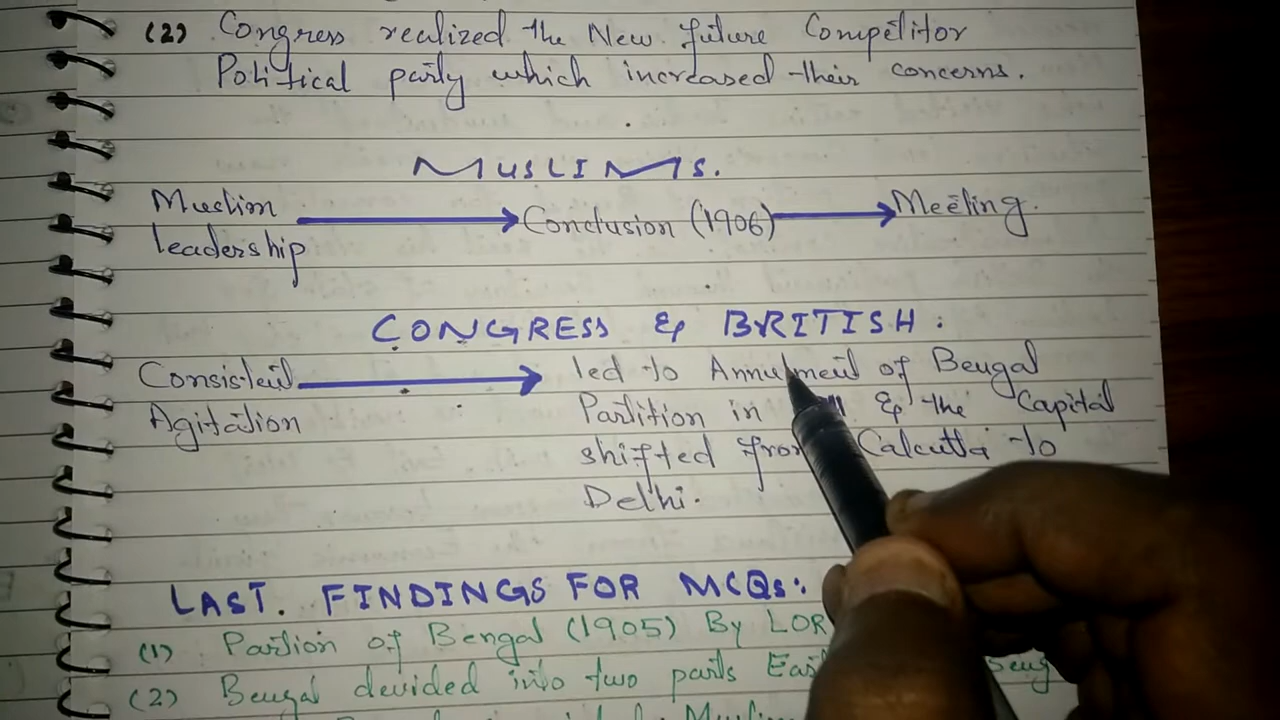 (2) Congress realized the New future Competitor
Political party which increased their concerns.
MUSLIMS.
Muslim leadership → Conclusion (1906) → Meeting.
CONGRESS & BRITISH:
Consistent Agitation → led to Annulment of Bengal
Partition in & the Capital
shifted from Calcutta to
Delhi.
LAST. FINDINGS FOR MCQs:
(1) Partion of Bengal (1905) By
(2) Bengal devided into two parts